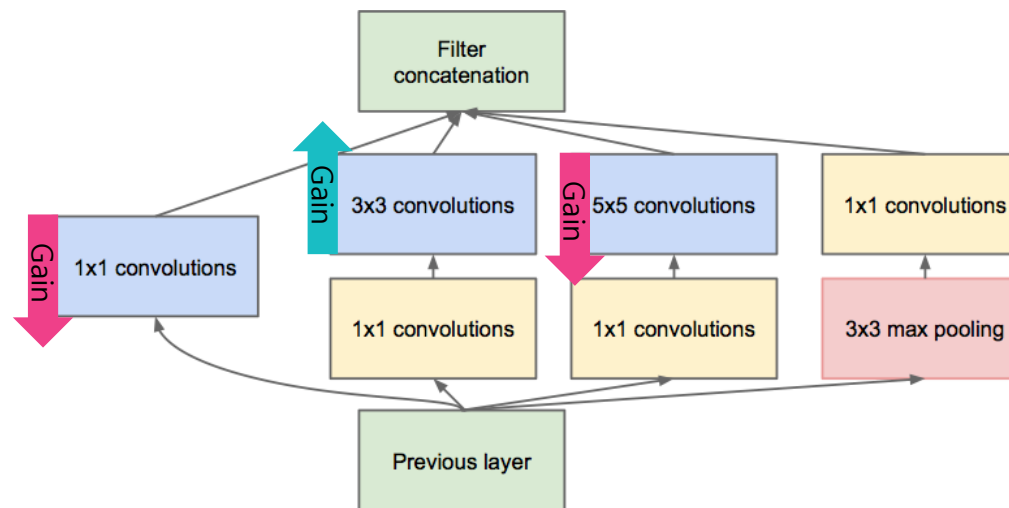 Filter
concatenation
Gain
3x3 convolutions
Gain
5x5 convolutions
1x1 convolutions
Gain
1x1 convolutions
1x1 convolutions
1x1 convolutions
3x3 max pooling
Previous layer